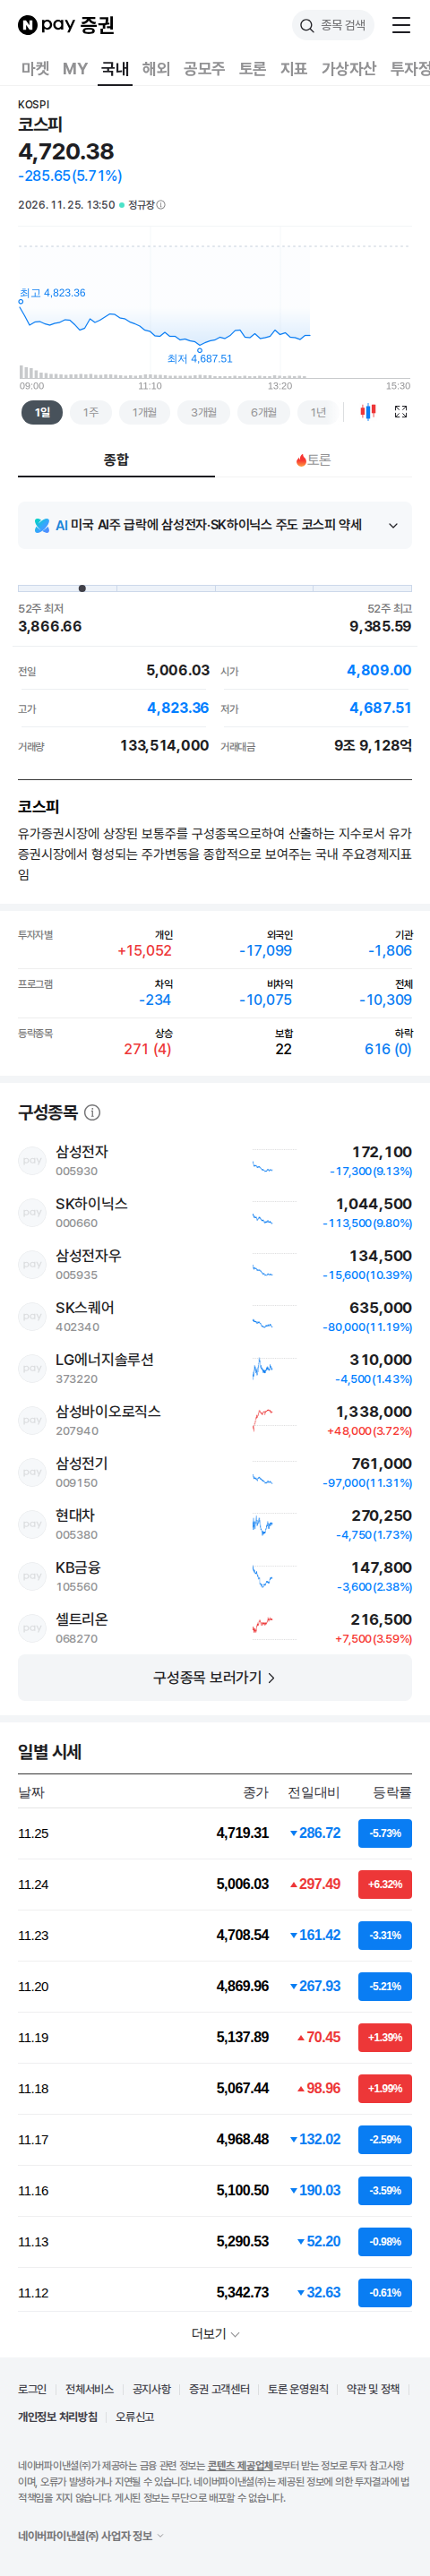 N pay 증권
종목 검색
마켓 MY 국내 해외 공모주 토론 지표 가상자산 투자정
KOSPI
코스피
4,720.38
-285.65(5.71%)
2026. 11. 25. 13:50 정규장
최고 4,823.36
최저 4,687.51
09:00 11:10 13:20 15:30
1일 1주 1개월 3개월 6개월 1년
종합 토론
AI 미국 AI주 급락에 삼성전자·SK하이닉스 주도 코스피 약세
52주 최저 52주 최고
3,866.66 9,385.59
전일 5,006.03 시가 4,809.00
고가 4,823.36 저가 4,687.51
거래량 133,514,000 거래대금 9조 9,128억
코스피
유가증권시장에 상장된 보통주를 구성종목으로하여 산출하는 지수로서 유가
증권시장에서 형성되는 주가변동을 종합적으로 보여주는 국내 주요경제지표
임
투자자별 개인 외국인 기관
+15,052 -17,099 -1,806
프로그램 차익 비차익 전체
-234 -10,075 -10,309
등락종목 상승 보합 하락
271 (4) 22 616 (0)
구성종목
pay 삼성전자 172,100
005930 -17,300(9.13%)
pay SK하이닉스 1,044,500
000660 -113,500(9.80%)
pay 삼성전자우 134,500
005935 -15,600(10.39%)
pay SK스퀘어 635,000
402340 -80,000(11.19%)
pay LG에너지솔루션 310,000
373220 -4,500(1.43%)
pay 삼성바이오로직스 1,338,000
207940 +48,000(3.72%)
pay 삼성전기 761,000
009150 -97,000(11.31%)
pay 현대차 270,250
005380 -4,750(1.73%)
pay KB금융 147,800
105560 -3,600(2.38%)
pay 셀트리온 216,500
068270 +7,500(3.59%)
구성종목 보러가기
일별 시세
날짜 종가 전일대비 등락률
11.25 4,719.31 ▼286.72 -5.73%
11.24 5,006.03 ▲297.49 +6.32%
11.23 4,708.54 ▼161.42 -3.31%
11.20 4,869.96 ▼267.93 -5.21%
11.19 5,137.89 ▲70.45 +1.39%
11.18 5,067.44 ▲98.96 +1.99%
11.17 4,968.48 ▼132.02 -2.59%
11.16 5,100.50 ▼190.03 -3.59%
11.13 5,290.53 ▼52.20 -0.98%
11.12 5,342.73 ▼32.63 -0.61%
더보기
로그인 전체서비스 공지사항 증권 고객센터 토론 운영원칙 약관 및 정책
개인정보 처리방침 오류신고
네이버파이낸셜㈜가 제공하는 금융 관련 정보는 콘텐츠 제공업체로부터 받는 정보로 투자 참고사항
이며, 오류가 발생하거나 지연될 수 있습니다. 네이버파이낸셜㈜는 제공된 정보에 의한 투자결과에 법
적책임을 지지 않습니다. 게시된 정보는 무단으로 배포할 수 없습니다.
네이버파이낸셜㈜ 사업자 정보